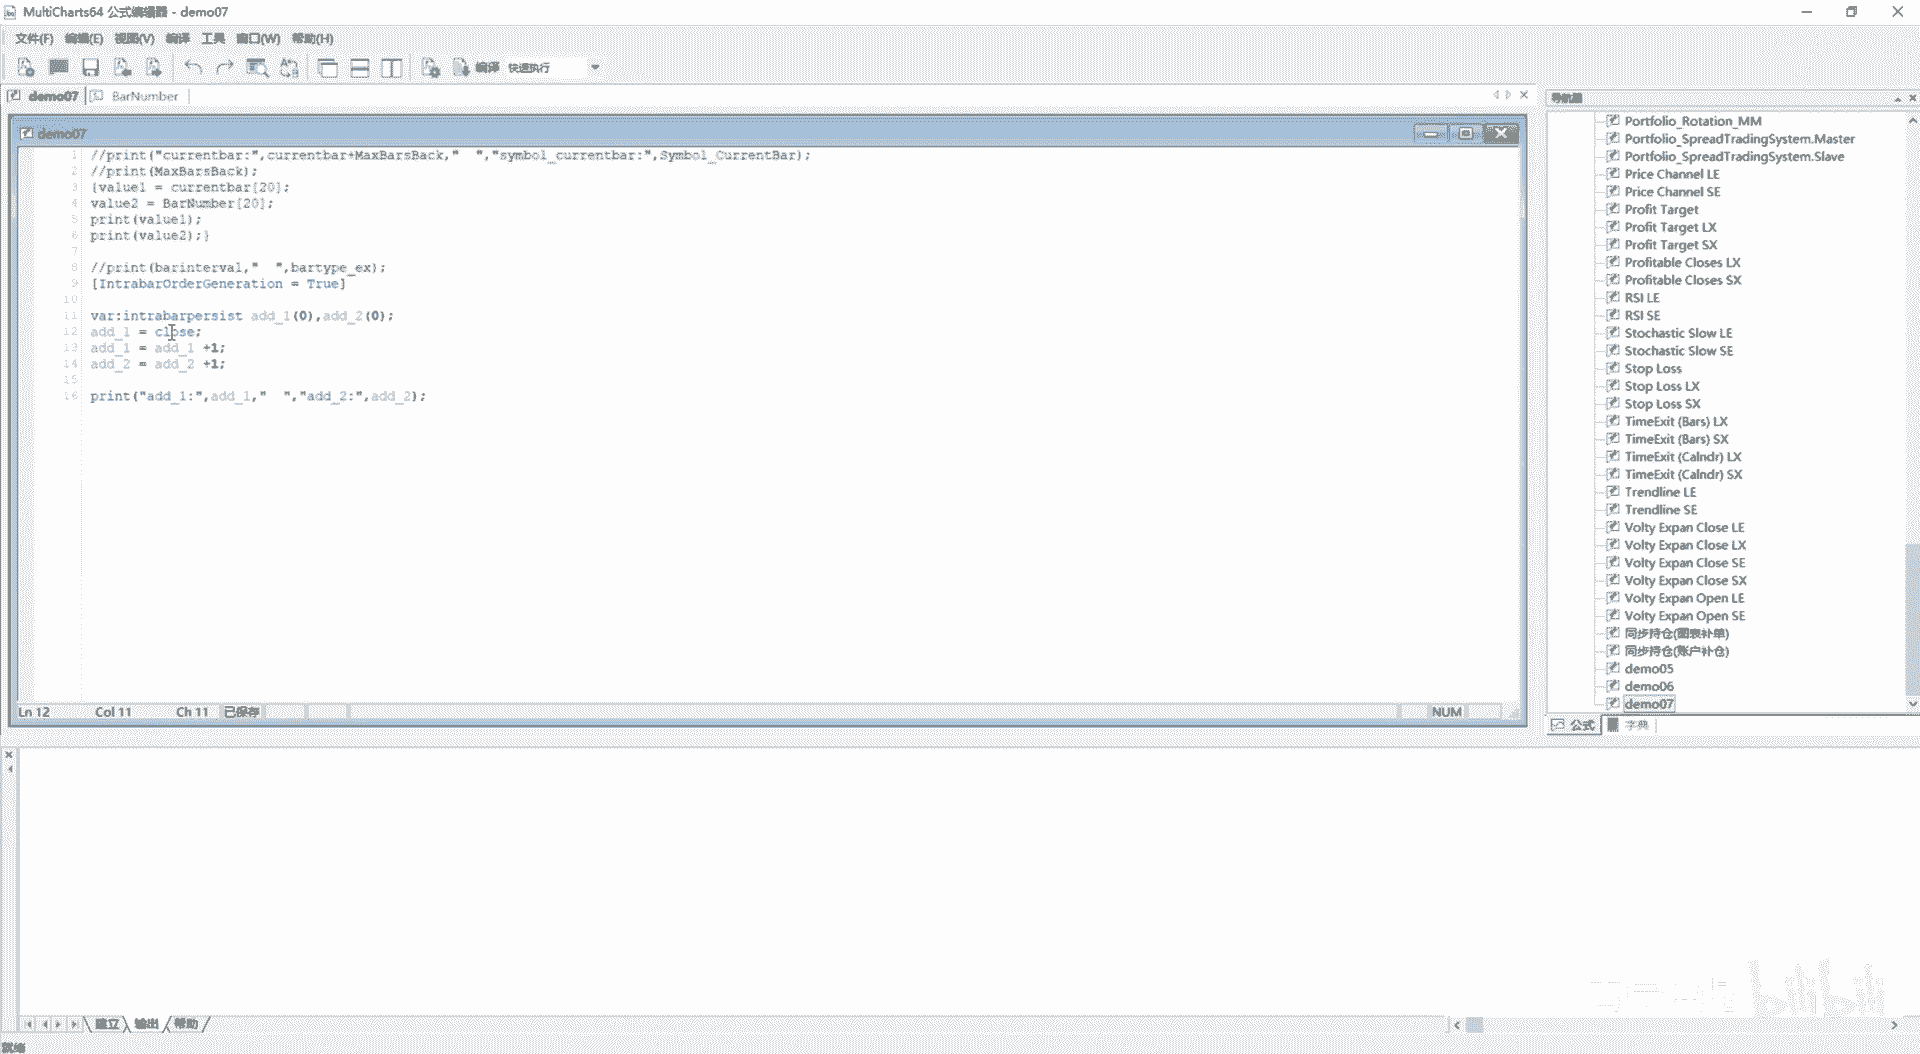 MultiCharts64 公式编辑器 - demo07
文件(F) 编辑(E) 视图(V) 编译 工具 窗口(W) 帮助(H)
编译 快速执行
demo07 BarNumber
demo07
1 //print("currentbar:",currentbar+MaxBarsBack,"  ","symbol_currentbar:",Symbol_CurrentBar);
2 //print(MaxBarsBack);
3 {value1 = currentbar[20];
4 value2 = BarNumber[20];
5 print(value1);
6 print(value2);}
7
8 //print(barinterval,"  ",bartype_ex);
9 [IntrabarOrderGeneration = True]
10
11 var:intrabarpersist add_1(0),add_2(0);
12 add_1 = close;
13 add_1 = add_1 +1;
14 add_2 = add_2 +1;
15
16 print("add_1:",add_1,"  ","add_2:",add_2);
Ln 12 Col 11 Ch 11 已保存 NUM
导航器
Portfolio_Rotation_MM
Portfolio_SpreadTradingSystem.Master
Portfolio_SpreadTradingSystem.Slave
Price Channel LE
Price Channel SE
Profit Target
Profit Target LX
Profit Target SX
Profitable Closes LX
Profitable Closes SX
RSI LE
RSI SE
Stochastic Slow LE
Stochastic Slow SE
Stop Loss
Stop Loss LX
Stop Loss SX
TimeExit (Bars) LX
TimeExit (Bars) SX
TimeExit (Calndr) LX
TimeExit (Calndr) SX
Trendline LE
Trendline SE
Volty Expan Close LE
Volty Expan Close LX
Volty Expan Close SE
Volty Expan Close SX
Volty Expan Open LE
Volty Expan Open SE
同步持仓(图表补单)
同步持仓(账户补仓)
demo05
demo06
demo07
公式 字典
建立 输出 帮助
就绪
bilibili